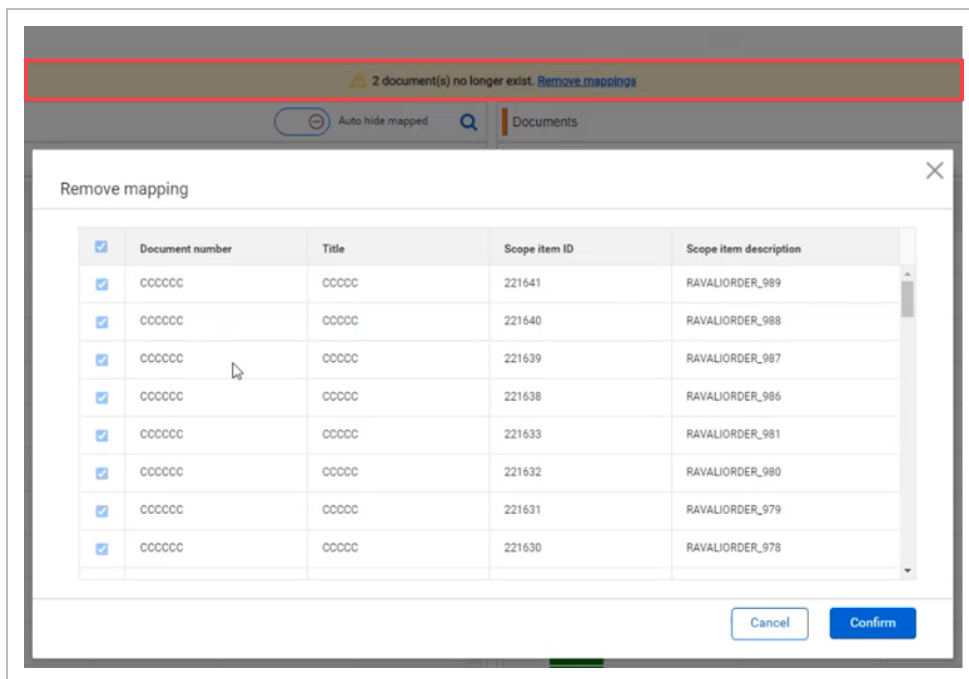 2 document(s) no longer exist. Remove mappings
Auto hide mapped
Documents
Remove mapping
Document number Title Scope item ID Scope item description
CCCCCC CCCCC 221641 RAVALIORDER_989
CCCCCC CCCCC 221640 RAVALIORDER_988
CCCCCC CCCCC 221639 RAVALIORDER_987
CCCCCC CCCCC 221638 RAVALIORDER_986
CCCCCC CCCCC 221633 RAVALIORDER_981
CCCCCC CCCCC 221632 RAVALIORDER_980
CCCCCC CCCCC 221631 RAVALIORDER_979
CCCCCC CCCCC 221630 RAVALIORDER_978
Cancel Confirm